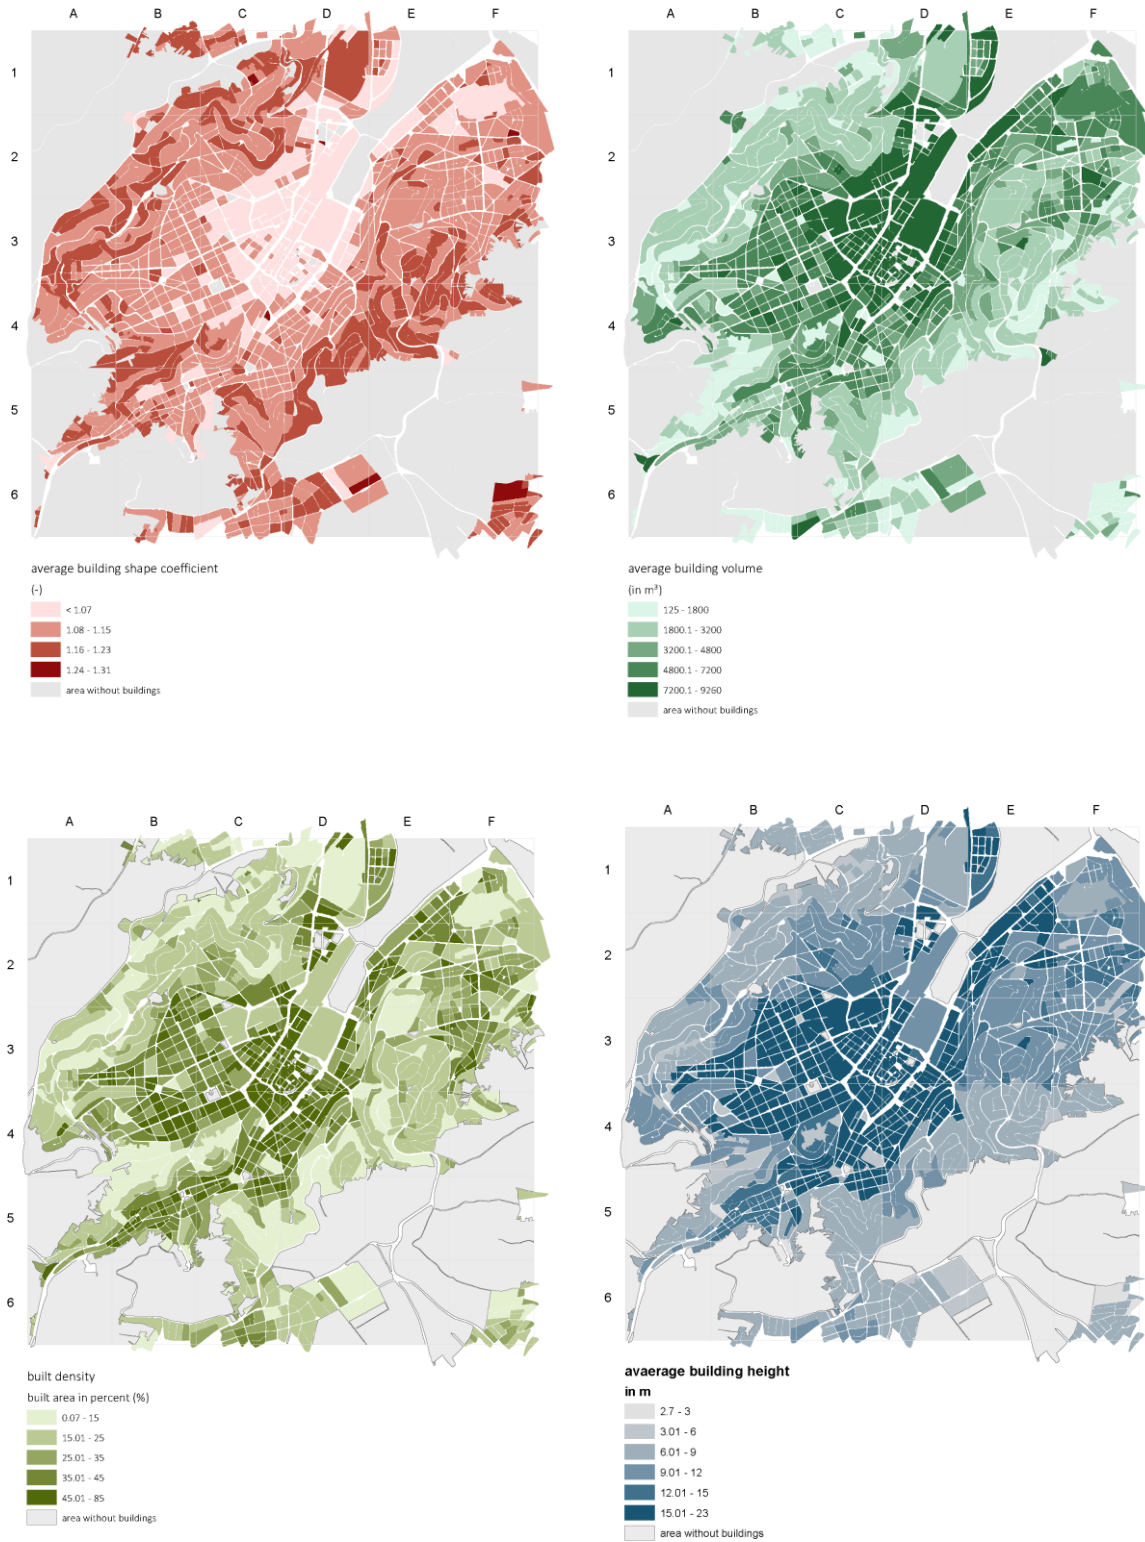 A B C D E F
1
2
3
4
5
6
average building shape coefficient
(-)
< 1.07
1.08 - 1.15
1.16 - 1.23
1.24 - 1.31
area without buildings
A B C D E F
1
2
3
4
5
6
average building volume
(in m³)
125 - 1800
1800.1 - 3200
3200.1 - 4800
4800.1 - 7200
7200.1 - 9260
area without buildings
A B C D E F
1
2
3
4
5
6
built density
built area in percent (%)
0.07 - 15
15.01 - 25
25.01 - 35
35.01 - 45
45.01 - 85
area without buildings
A B C D E F
1
2
3
4
5
6
avaerage building height
in m
2.7 - 3
3.01 - 6
6.01 - 9
9.01 - 12
12.01 - 15
15.01 - 23
area without buildings